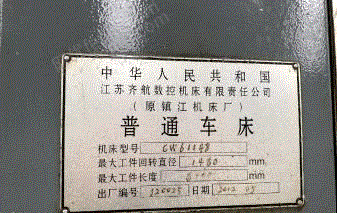 中华人民共和国
江苏齐航数控机床有限责任公司
(原镇江机床厂)
普通车床
机床型号 CW61148
最大工件回转直径 1480 mm
最大工件长度 mm
出厂编号 日期 2012